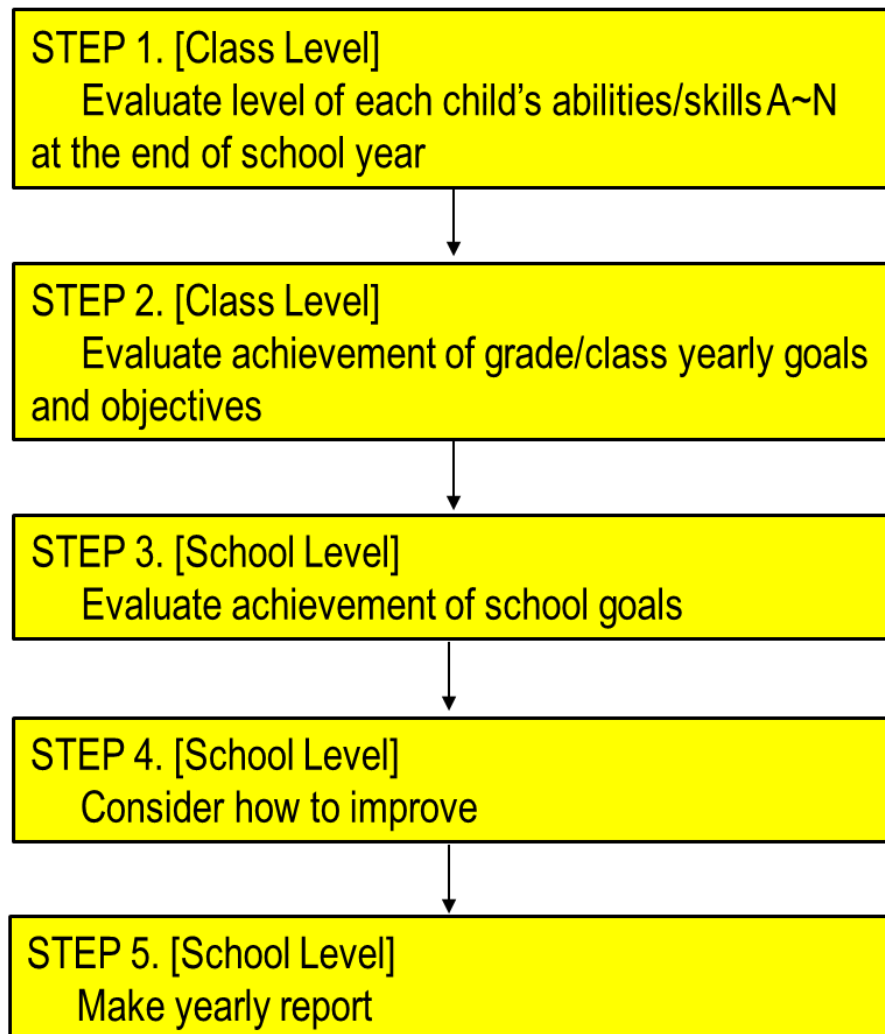 STEP 1. [Class Level]
Evaluate level of each child’s abilities/skills A~N
at the end of school year
STEP 2. [Class Level]
Evaluate achievement of grade/class yearly goals
and objectives
STEP 3. [School Level]
Evaluate achievement of school goals
STEP 4. [School Level]
Consider how to improve
STEP 5. [School Level]
Make yearly report